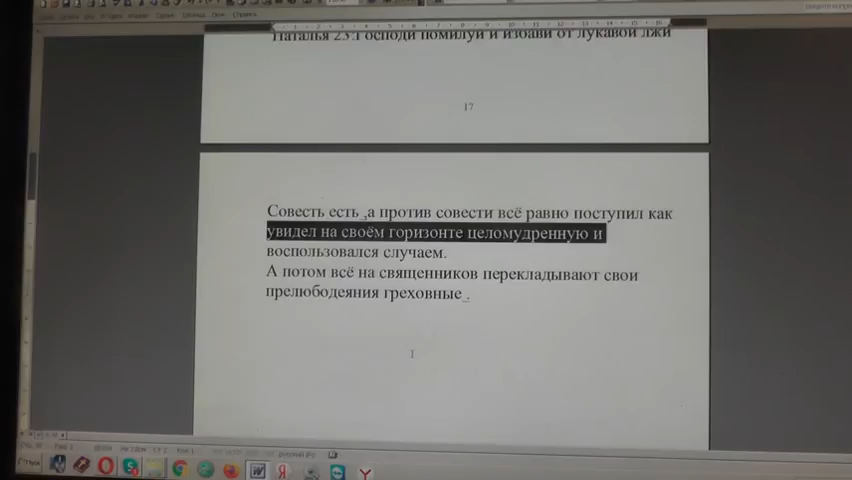 Наталья 23:Господи помилуй и избави от лукавой лжи
17
Совесть есть ,а против совести всё равно поступил как
увидел на своём горизонте целомудренную и
воспользовался случаем.
А потом всё на священников перекладывают свои
прелюбодеяния греховные .